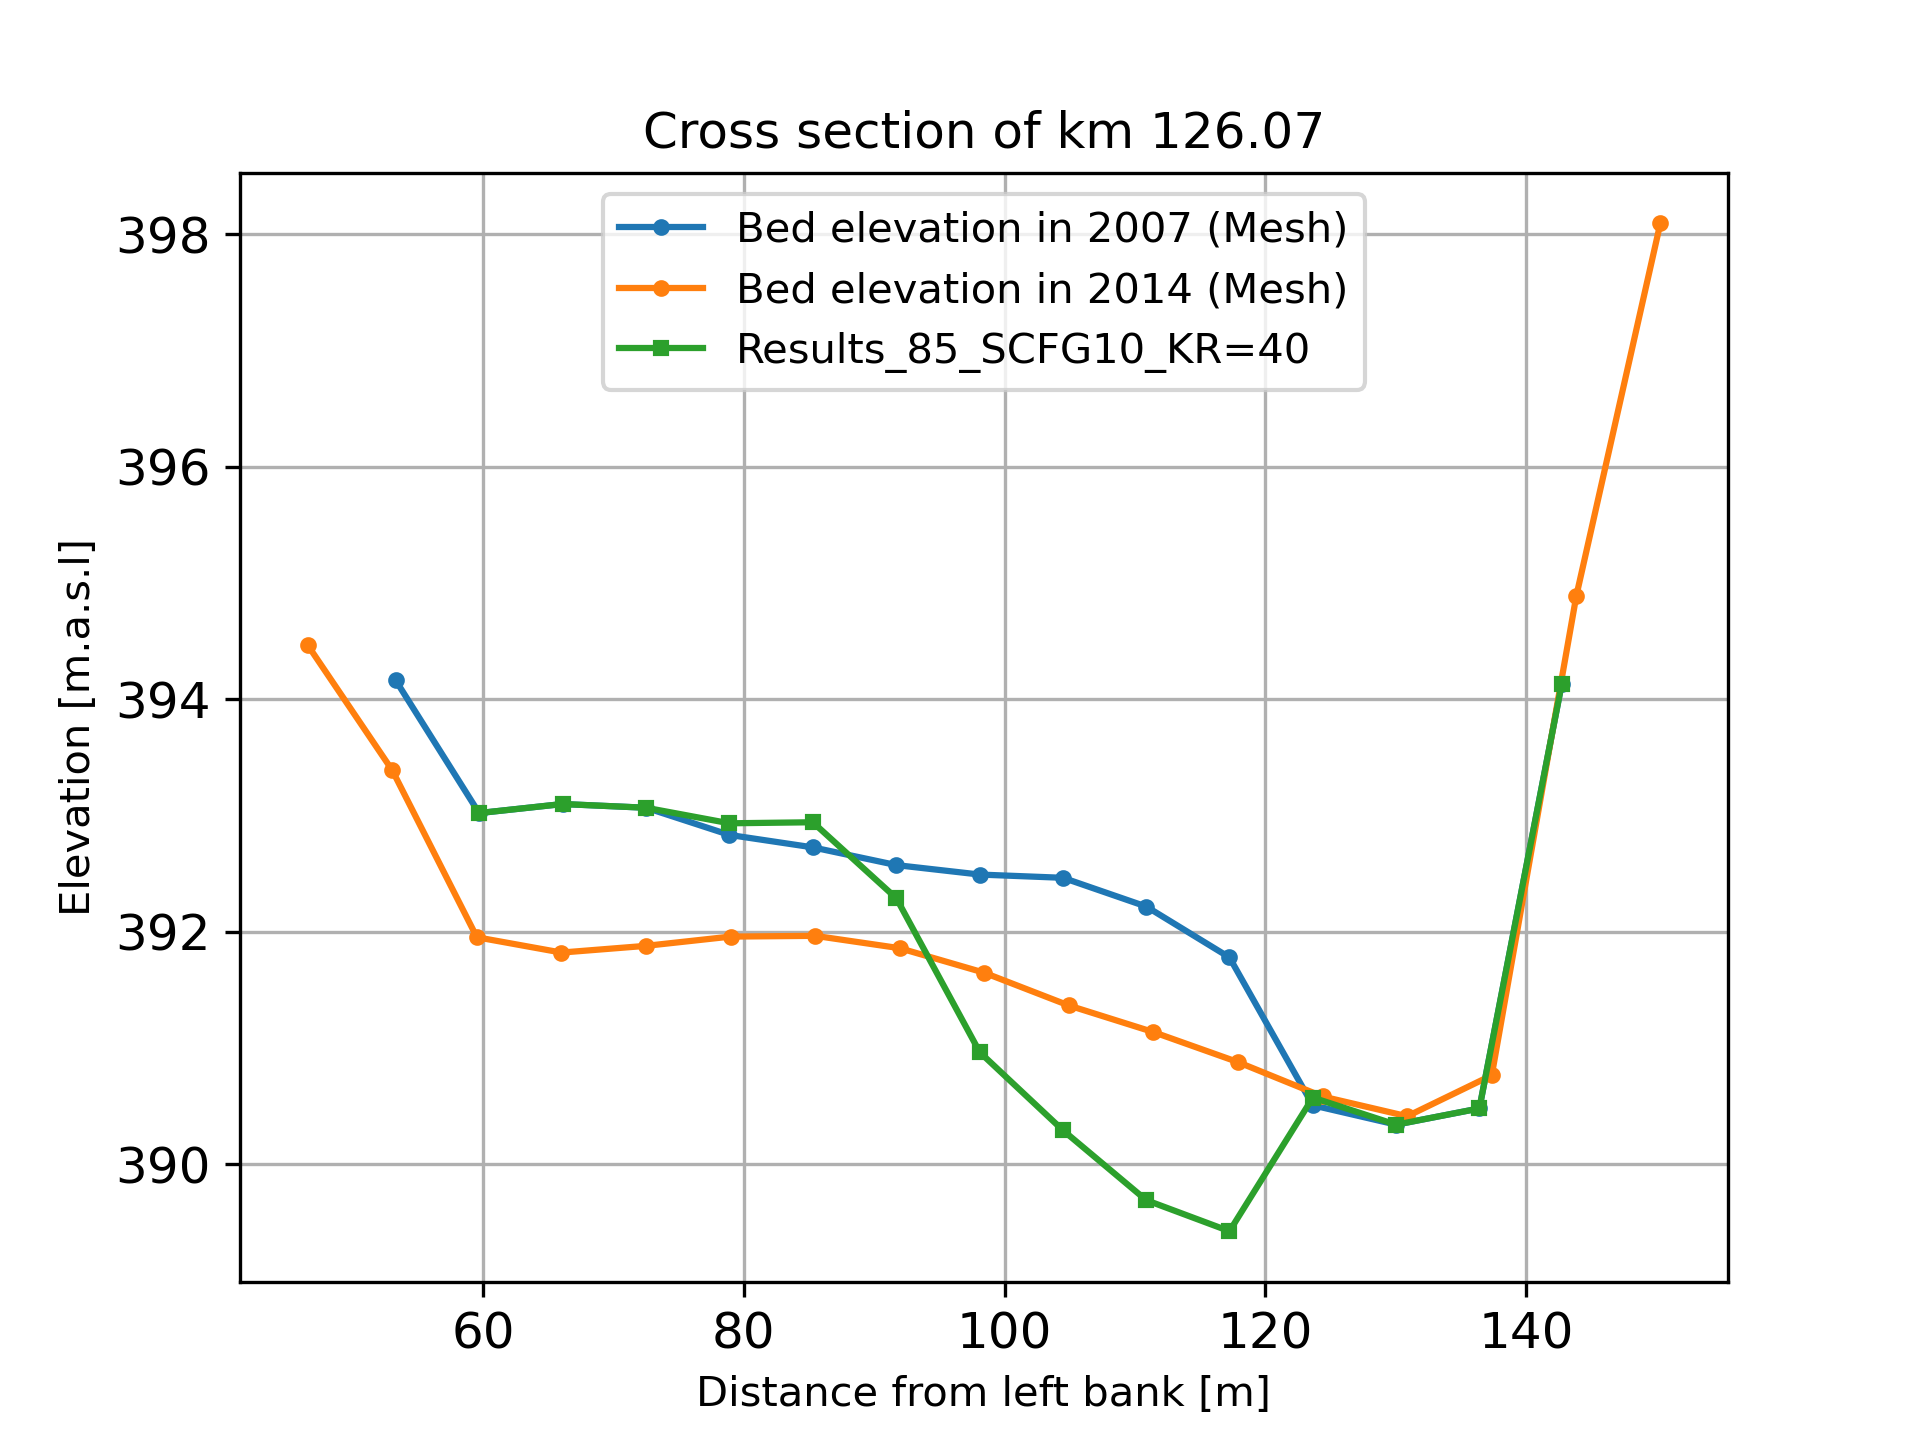 Cross section of km 126.07
Bed elevation in 2007 (Mesh)
Bed elevation in 2014 (Mesh)
Results_85_SCFG10_KR=40
398
396
394
392
390
Elevation [m.a.s.l]
60 80 100 120 140
Distance from left bank [m]